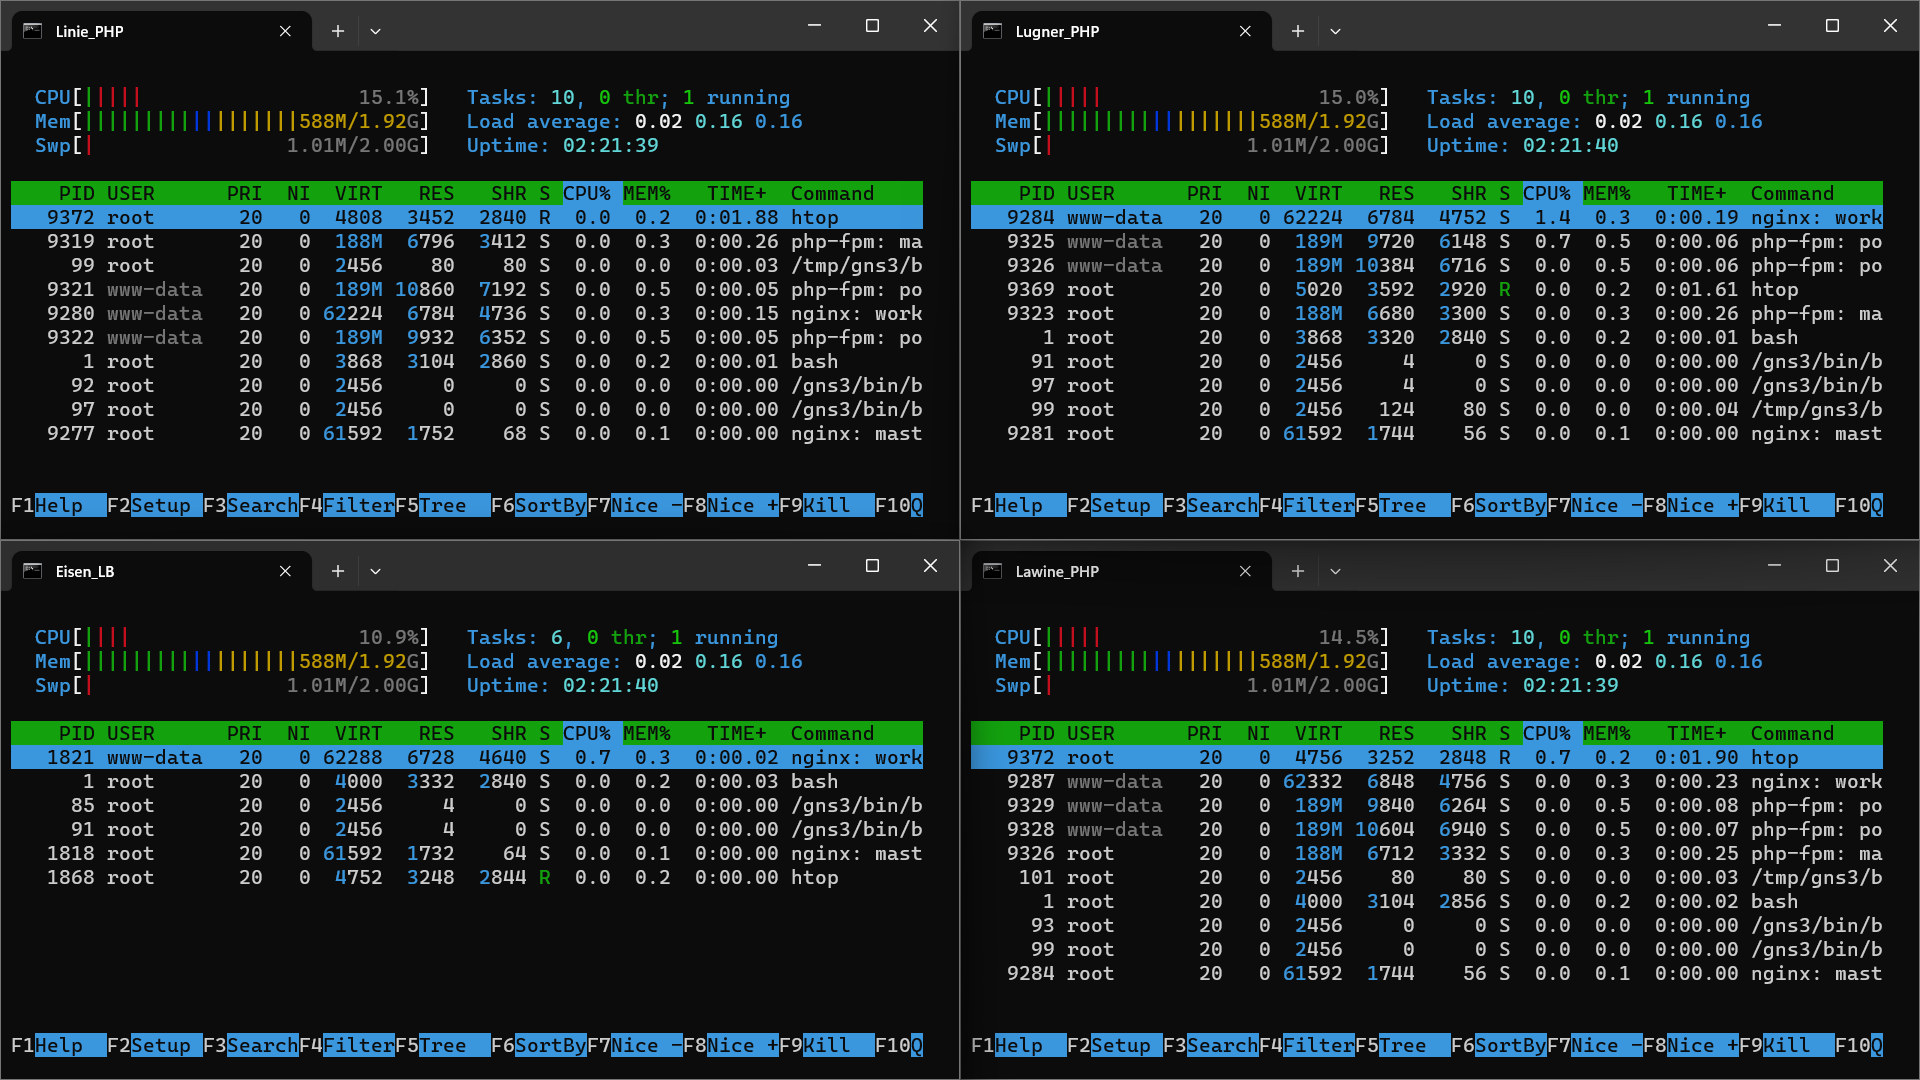 Linie_PHP
CPU[||||| 15.1%] Tasks: 10, 0 thr; 1 running
Mem[||||||||||||||||||588M/1.92G] Load average: 0.02 0.16 0.16
Swp[| 1.01M/2.00G] Uptime: 02:21:39
PID USER PRI NI VIRT RES SHR S CPU% MEM% TIME+ Command
9372 root 20 0 4808 3452 2840 R 0.0 0.2 0:01.88 htop
9319 root 20 0 188M 6796 3412 S 0.0 0.3 0:00.26 php-fpm: ma
99 root 20 0 2456 80 80 S 0.0 0.0 0:00.03 /tmp/gns3/b
9321 www-data 20 0 189M 10860 7192 S 0.0 0.5 0:00.05 php-fpm: po
9280 www-data 20 0 62224 6784 4736 S 0.0 0.3 0:00.15 nginx: work
9322 www-data 20 0 189M 9932 6352 S 0.0 0.5 0:00.05 php-fpm: po
1 root 20 0 3868 3104 2860 S 0.0 0.2 0:00.01 bash
92 root 20 0 2456 0 0 S 0.0 0.0 0:00.00 /gns3/bin/b
97 root 20 0 2456 0 0 S 0.0 0.0 0:00.00 /gns3/bin/b
9277 root 20 0 61592 1752 68 S 0.0 0.1 0:00.00 nginx: mast
F1Help F2Setup F3SearchF4FilterF5Tree F6SortByF7Nice -F8Nice +F9Kill F10Q
Lugner_PHP
CPU[||||| 15.0%] Tasks: 10, 0 thr; 1 running
Mem[||||||||||||||||||588M/1.92G] Load average: 0.02 0.16 0.16
Swp[| 1.01M/2.00G] Uptime: 02:21:40
PID USER PRI NI VIRT RES SHR S CPU% MEM% TIME+ Command
9284 www-data 20 0 62224 6784 4752 S 1.4 0.3 0:00.19 nginx: work
9325 www-data 20 0 189M 9720 6148 S 0.7 0.5 0:00.06 php-fpm: po
9326 www-data 20 0 189M 10384 6716 S 0.0 0.5 0:00.06 php-fpm: po
9369 root 20 0 5020 3592 2920 R 0.0 0.2 0:01.61 htop
9323 root 20 0 188M 6680 3300 S 0.0 0.3 0:00.26 php-fpm: ma
1 root 20 0 3868 3320 2840 S 0.0 0.2 0:00.01 bash
91 root 20 0 2456 4 0 S 0.0 0.0 0:00.00 /gns3/bin/b
97 root 20 0 2456 4 0 S 0.0 0.0 0:00.00 /gns3/bin/b
99 root 20 0 2456 124 80 S 0.0 0.0 0:00.04 /tmp/gns3/b
9281 root 20 0 61592 1744 56 S 0.0 0.1 0:00.00 nginx: mast
F1Help F2Setup F3SearchF4FilterF5Tree F6SortByF7Nice -F8Nice +F9Kill F10Q
Eisen_LB
CPU[|||| 10.9%] Tasks: 6, 0 thr; 1 running
Mem[||||||||||||||||||588M/1.92G] Load average: 0.02 0.16 0.16
Swp[| 1.01M/2.00G] Uptime: 02:21:40
PID USER PRI NI VIRT RES SHR S CPU% MEM% TIME+ Command
1821 www-data 20 0 62288 6728 4640 S 0.7 0.3 0:00.02 nginx: work
1 root 20 0 4000 3332 2840 S 0.0 0.2 0:00.03 bash
85 root 20 0 2456 4 0 S 0.0 0.0 0:00.00 /gns3/bin/b
91 root 20 0 2456 4 0 S 0.0 0.0 0:00.00 /gns3/bin/b
1818 root 20 0 61592 1732 64 S 0.0 0.1 0:00.00 nginx: mast
1868 root 20 0 4752 3248 2844 R 0.0 0.2 0:00.00 htop
F1Help F2Setup F3SearchF4FilterF5Tree F6SortByF7Nice -F8Nice +F9Kill F10Q
Lawine_PHP
CPU[||||| 14.5%] Tasks: 10, 0 thr; 1 running
Mem[||||||||||||||||||588M/1.92G] Load average: 0.02 0.16 0.16
Swp[| 1.01M/2.00G] Uptime: 02:21:39
PID USER PRI NI VIRT RES SHR S CPU% MEM% TIME+ Command
9372 root 20 0 4756 3252 2848 R 0.7 0.2 0:01.90 htop
9287 www-data 20 0 62332 6848 4756 S 0.0 0.3 0:00.23 nginx: work
9329 www-data 20 0 189M 9840 6264 S 0.0 0.5 0:00.08 php-fpm: po
9328 www-data 20 0 189M 10604 6940 S 0.0 0.5 0:00.07 php-fpm: po
9326 root 20 0 188M 6712 3332 S 0.0 0.3 0:00.25 php-fpm: ma
101 root 20 0 2456 80 80 S 0.0 0.0 0:00.03 /tmp/gns3/b
1 root 20 0 4000 3104 2856 S 0.0 0.2 0:00.02 bash
93 root 20 0 2456 0 0 S 0.0 0.0 0:00.00 /gns3/bin/b
99 root 20 0 2456 0 0 S 0.0 0.0 0:00.00 /gns3/bin/b
9284 root 20 0 61592 1744 56 S 0.0 0.1 0:00.00 nginx: mast
F1Help F2Setup F3SearchF4FilterF5Tree F6SortByF7Nice -F8Nice +F9Kill F10Q